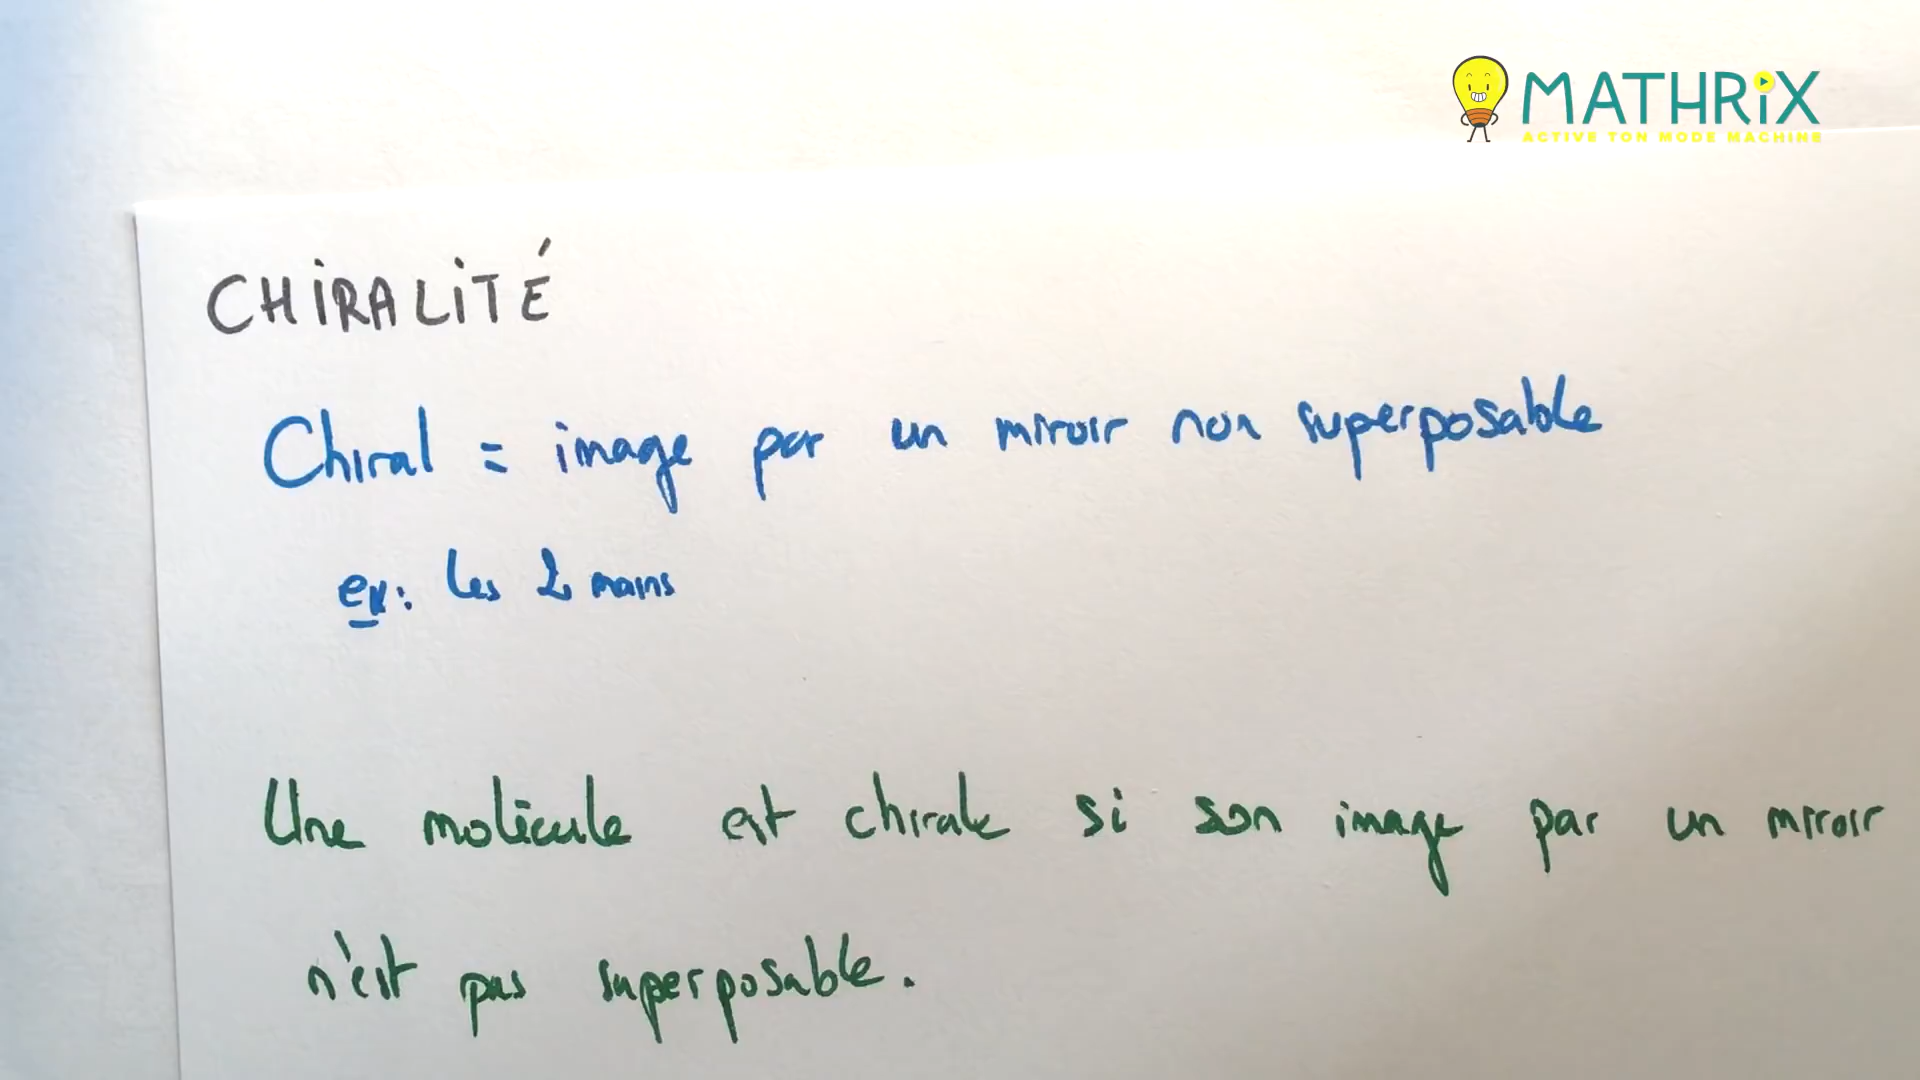 MATHRiX
ACTIVE TON MODE MACHINE
CHiRALiTÉ
Chiral = image par un miroir non superposable
ex: les 2 mains
Une molécule est chirale si son image par un miroir
n'est pas superposable.